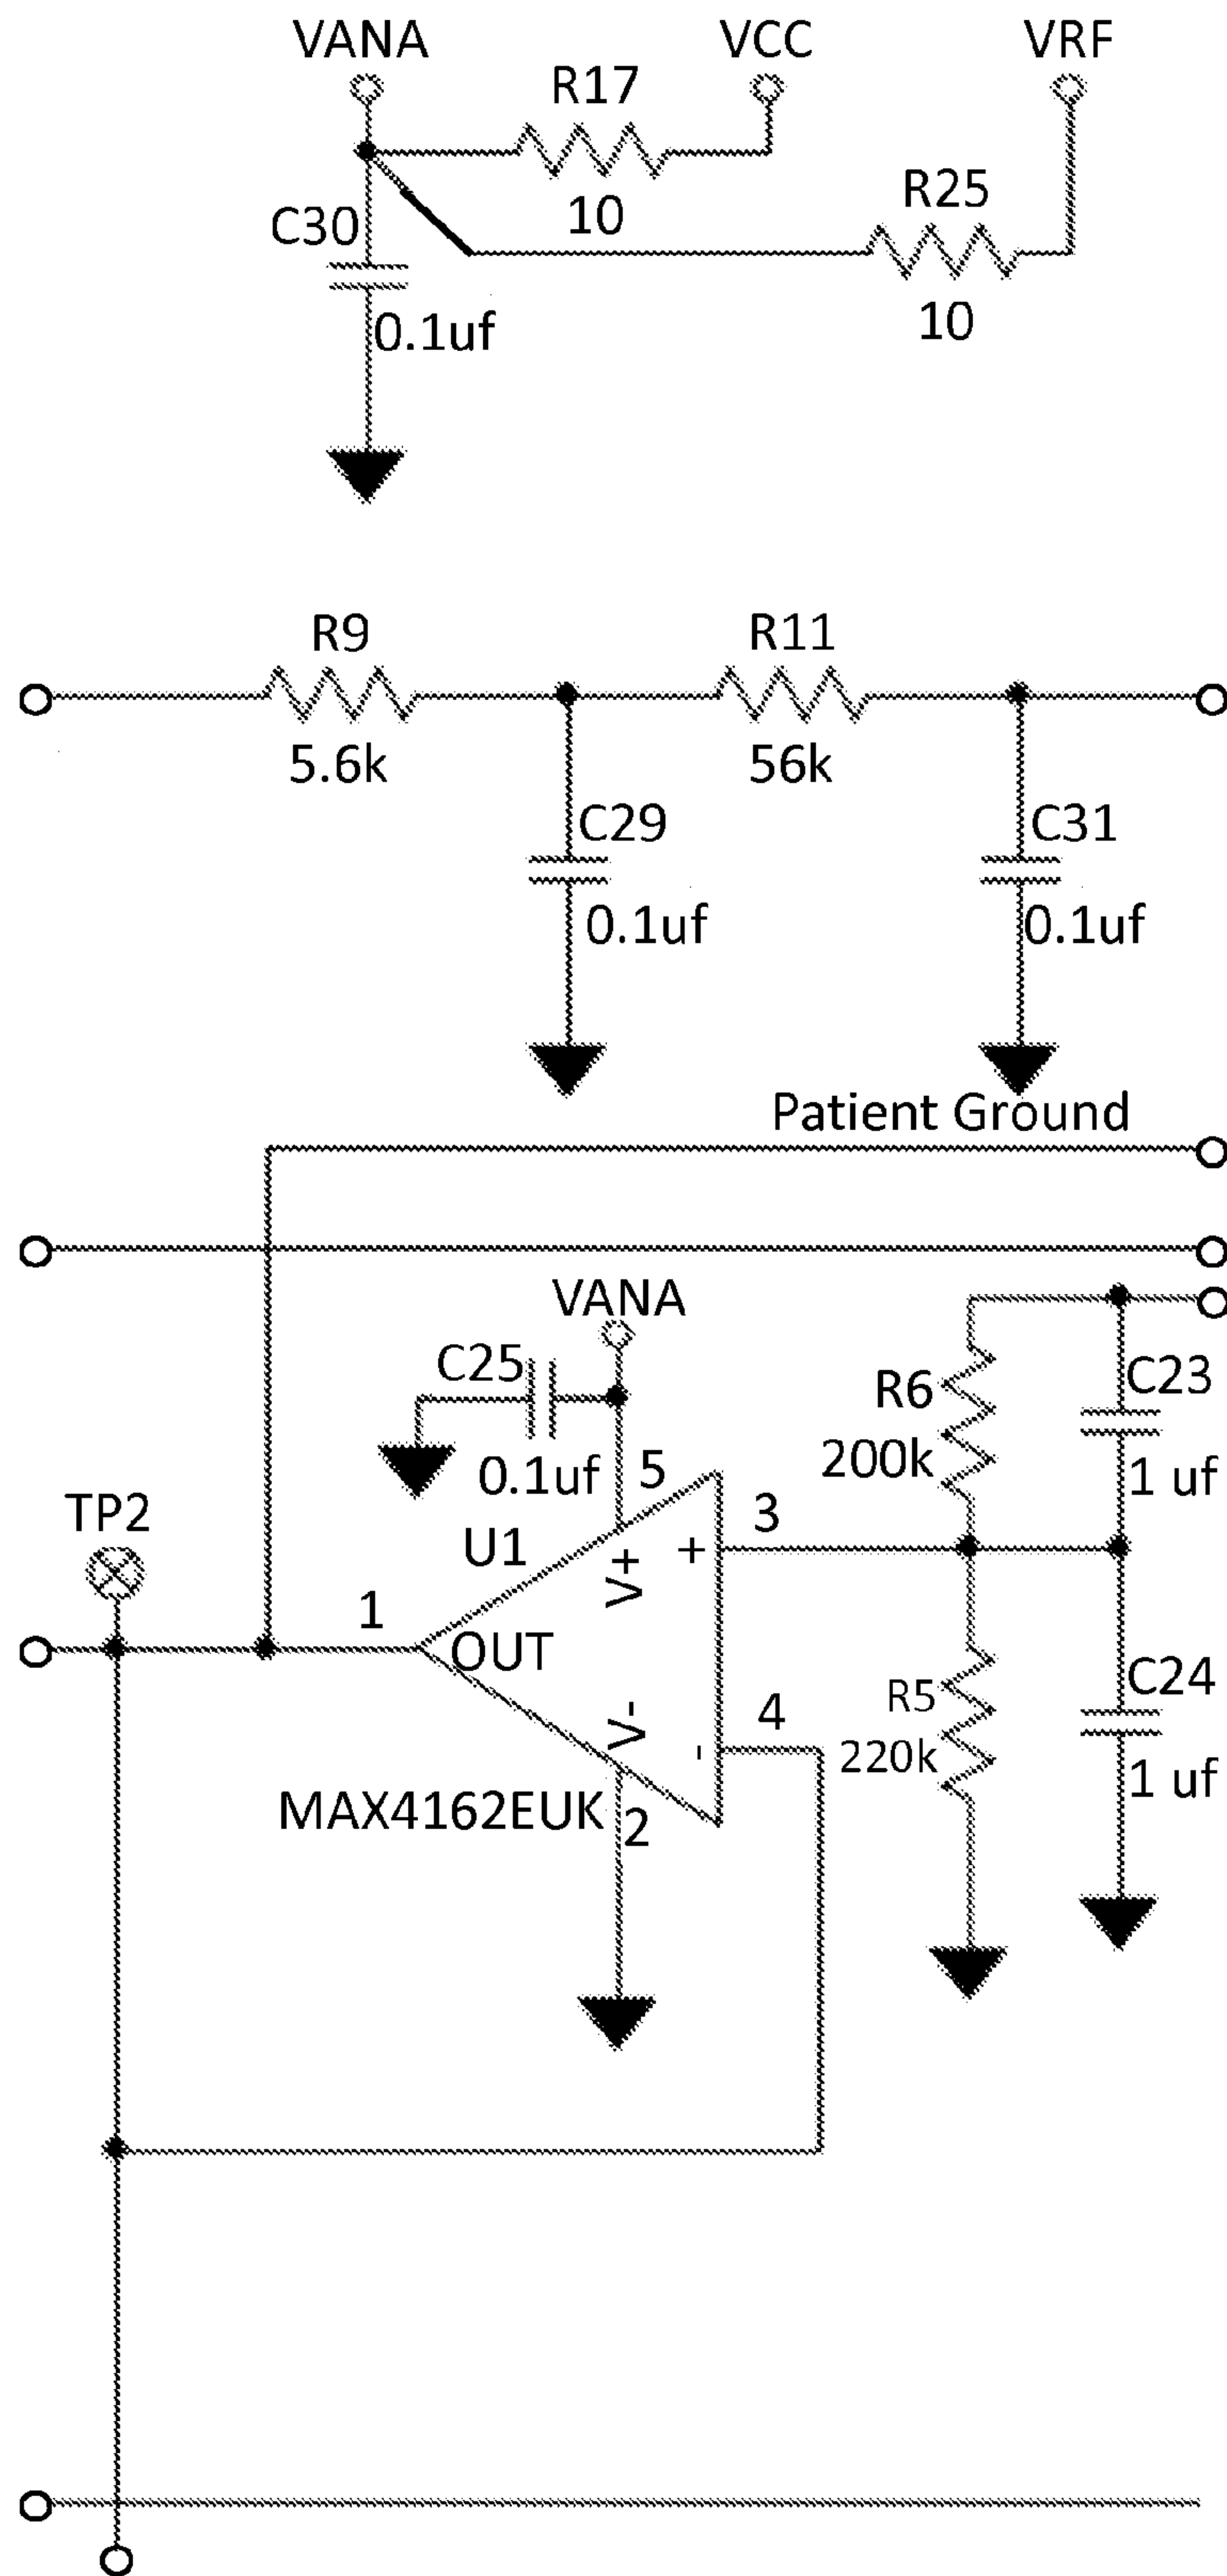 VANA
VCC
VRF
R17
10
R25
10
C30
0.1uf
R9
5.6k
R11
56k
C29
0.1uf
C31
0.1uf
Patient Ground
VANA
C25
0.1uf
5
R6
200k
C23
1 uf
TP2
U1
V+
+
3
1
OUT
V-
-
4
R5
220k
C24
1 uf
MAX4162EUK
2